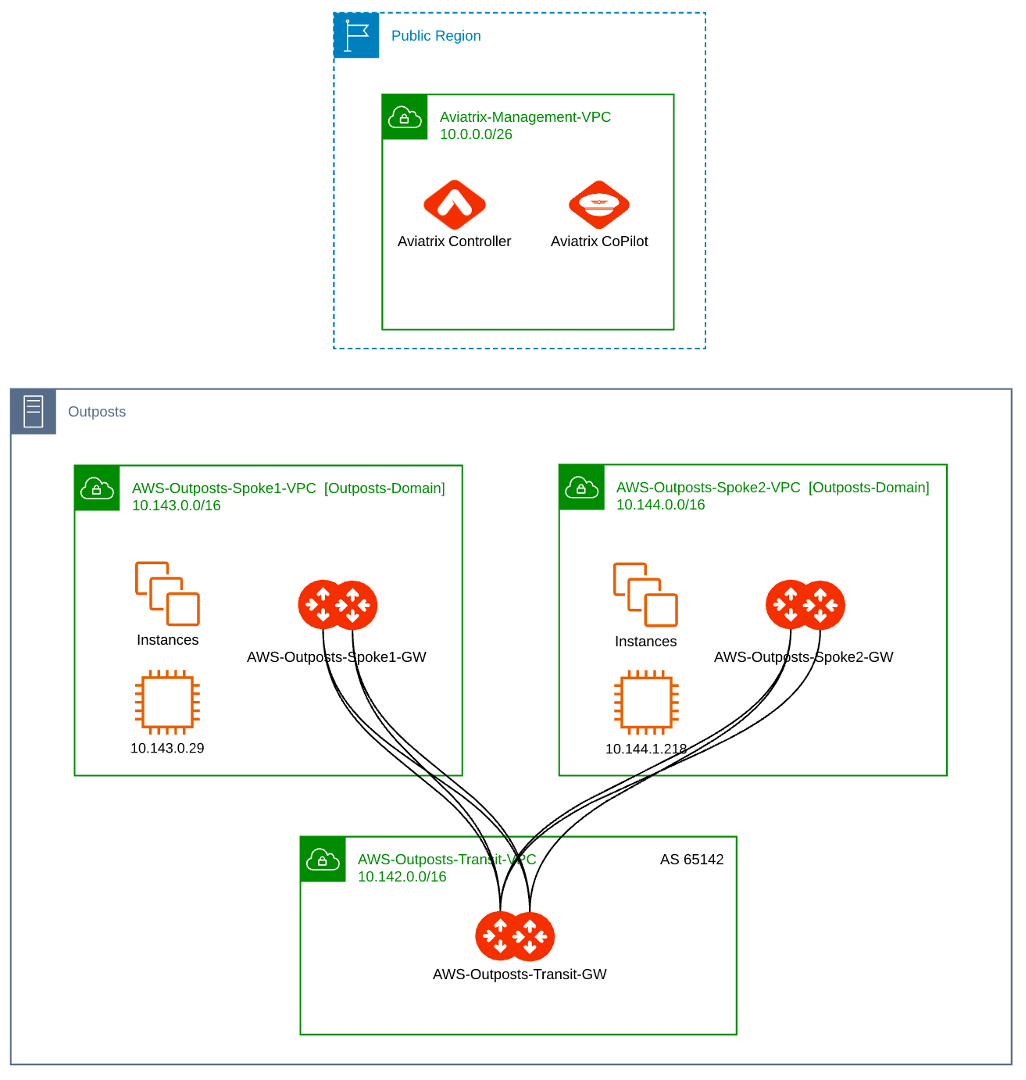 Public Region
Aviatrix-Management-VPC
10.0.0.0/26
Aviatrix Controller
Aviatrix CoPilot
Outposts
AWS-Outposts-Spoke1-VPC [Outposts-Domain]
10.143.0.0/16
Instances
AWS-Outposts-Spoke1-GW
10.143.0.29
AWS-Outposts-Spoke2-VPC [Outposts-Domain]
10.144.0.0/16
Instances
AWS-Outposts-Spoke2-GW
10.144.1.218
AWS-Outposts-Transit-VPC
10.142.0.0/16
AS 65142
AWS-Outposts-Transit-GW